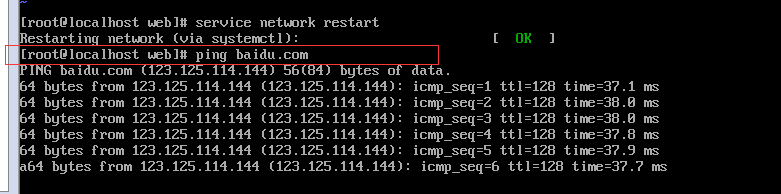 ~
[root@localhost web]# service network restart
Restarting network (via systemctl): [ OK ]
[root@localhost web]# ping baidu.com
PING baidu.com (123.125.114.144) 56(84) bytes of data.
64 bytes from 123.125.114.144 (123.125.114.144): icmp_seq=1 ttl=128 time=37.1 ms
64 bytes from 123.125.114.144 (123.125.114.144): icmp_seq=2 ttl=128 time=38.0 ms
64 bytes from 123.125.114.144 (123.125.114.144): icmp_seq=3 ttl=128 time=38.0 ms
64 bytes from 123.125.114.144 (123.125.114.144): icmp_seq=4 ttl=128 time=37.8 ms
64 bytes from 123.125.114.144 (123.125.114.144): icmp_seq=5 ttl=128 time=37.9 ms
a64 bytes from 123.125.114.144 (123.125.114.144): icmp_seq=6 ttl=128 time=37.7 ms